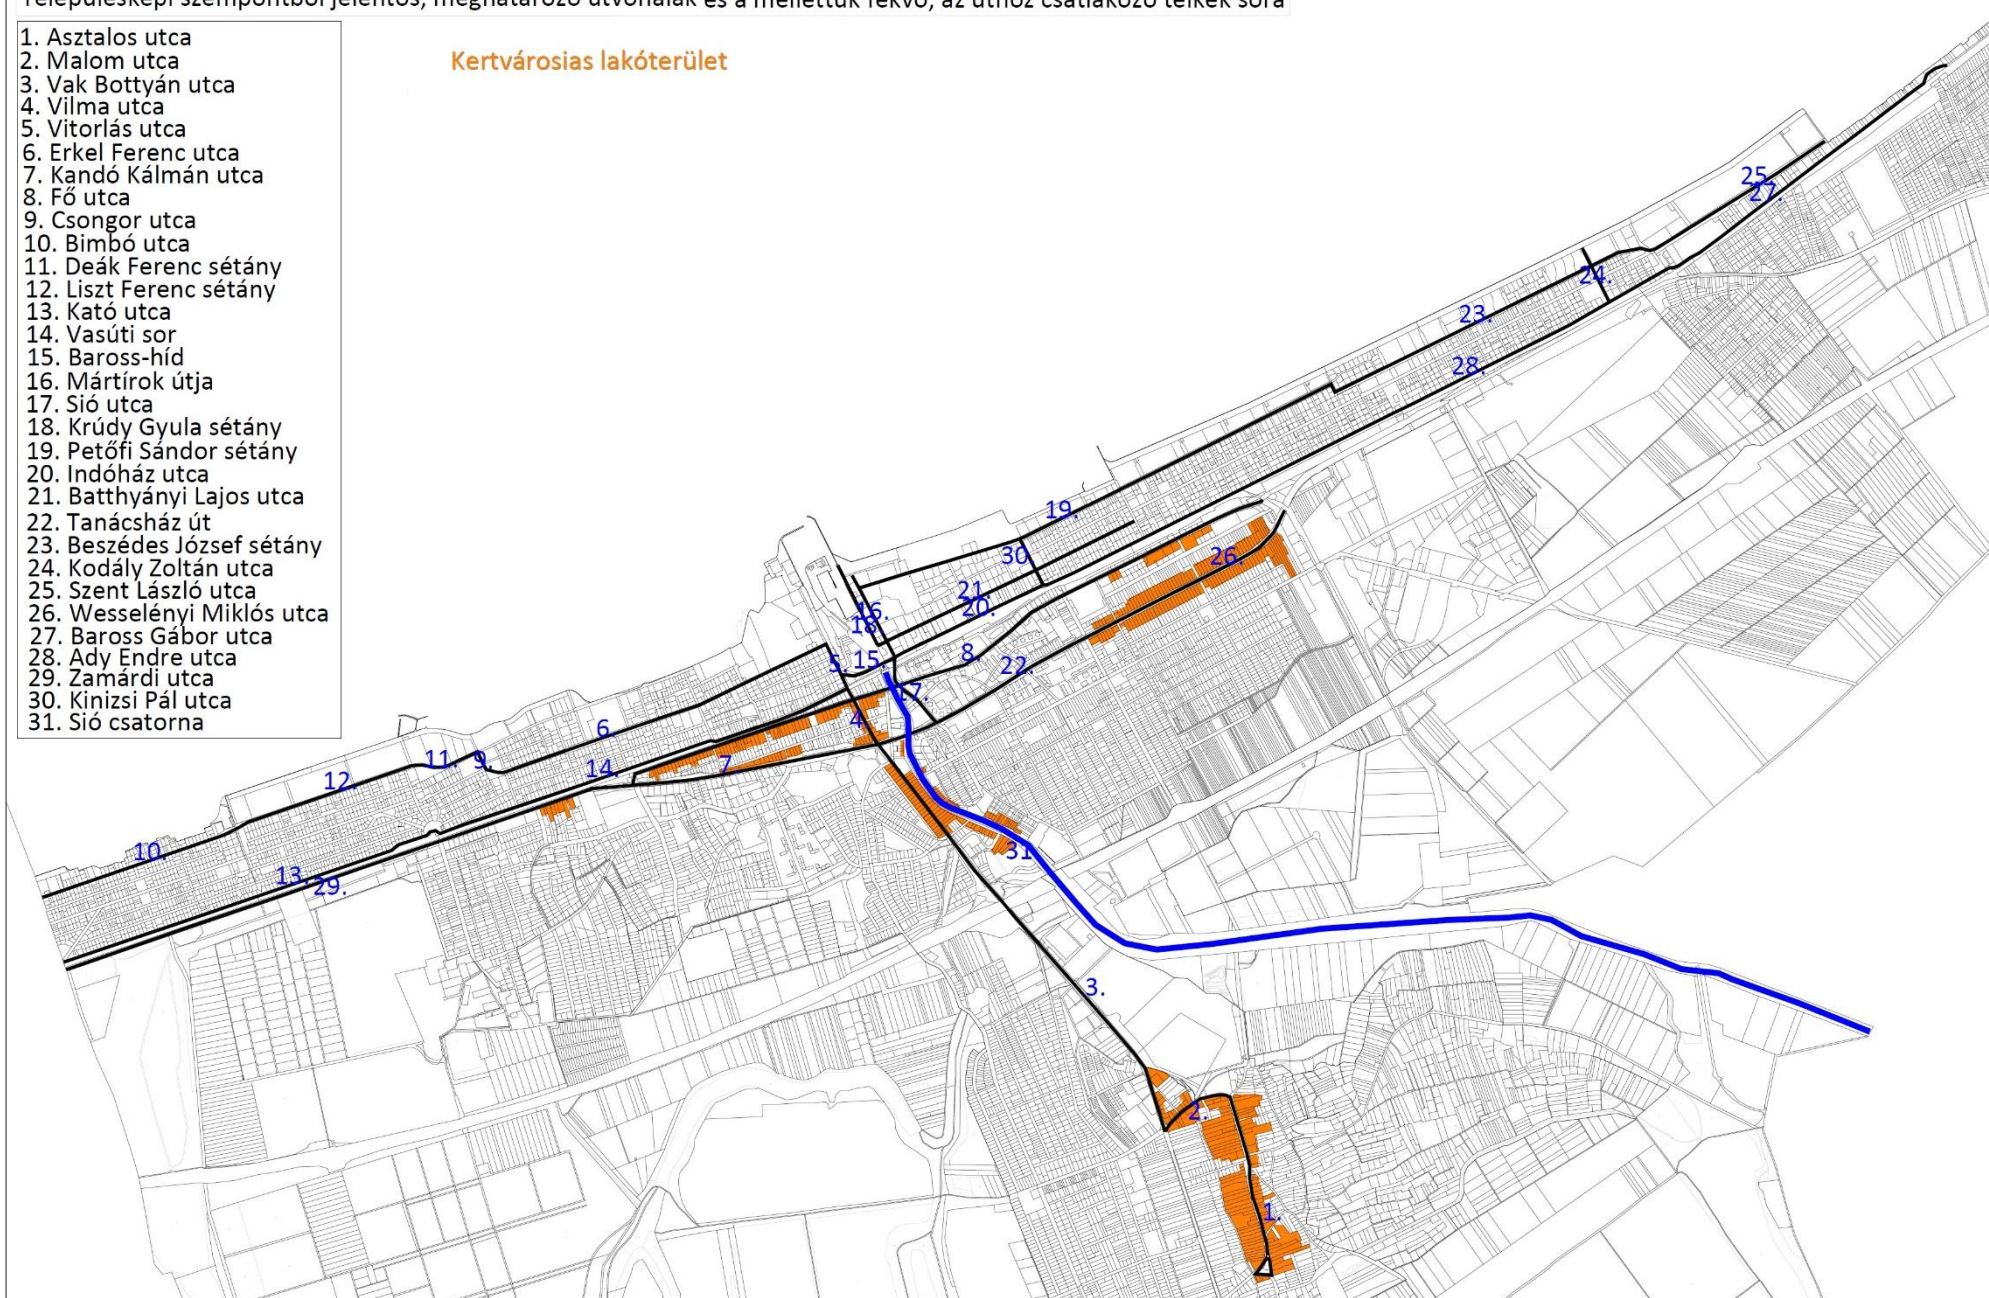 Településképi szempontból jelentős, meghatározó útvonalak és a mellettük fekvő, az úthoz csatlakozó telkek sora
Kertvárosias lakóterület
1. Asztalos utca
2. Malom utca
3. Vak Bottyán utca
4. Vilma utca
5. Vitorlás utca
6. Erkel Ferenc utca
7. Kandó Kálmán utca
8. Fő utca
9. Csongor utca
10. Bimbó utca
11. Deák Ferenc sétány
12. Liszt Ferenc sétány
13. Kató utca
14. Vasúti sor
15. Baross-híd
16. Mártírok útja
17. Sió utca
18. Krúdy Gyula sétány
19. Petőfi Sándor sétány
20. Indóház utca
21. Batthyányi Lajos utca
22. Tanácsház út
23. Beszédes József sétány
24. Kodály Zoltán utca
25. Szent László utca
26. Wesselényi Miklós utca
27. Baross Gábor utca
28. Ady Endre utca
29. Zamárdi utca
30. Kinizsi Pál utca
31. Sió csatorna
25.
27.
24.
23.
28.
19.
30.
26.
21.
20.
16.
18.
15.
5.
8.
22.
17.
4.
6.
9.
11.
14.
7.
12.
10.
13.
29.
31.
3.
2.
1.